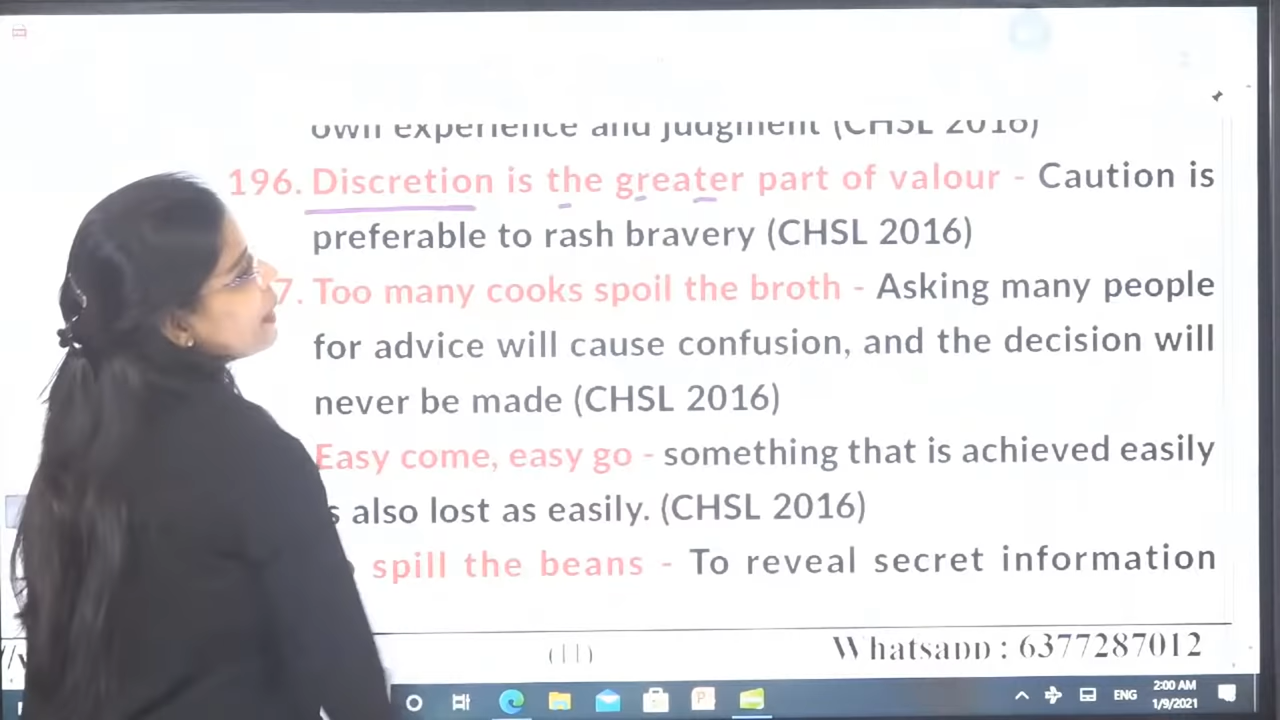 own experience and judgment (CHSL 2016)
196. Discretion is the greater part of valour - Caution is
preferable to rash bravery (CHSL 2016)
7. Too many cooks spoil the broth - Asking many people
for advice will cause confusion, and the decision will
never be made (CHSL 2016)
Easy come, easy go - something that is achieved easily
s also lost as easily. (CHSL 2016)
spill the beans - To reveal secret information
(11) Whatsapp : 6377287012
ENG 2:00 AM
1/9/2021